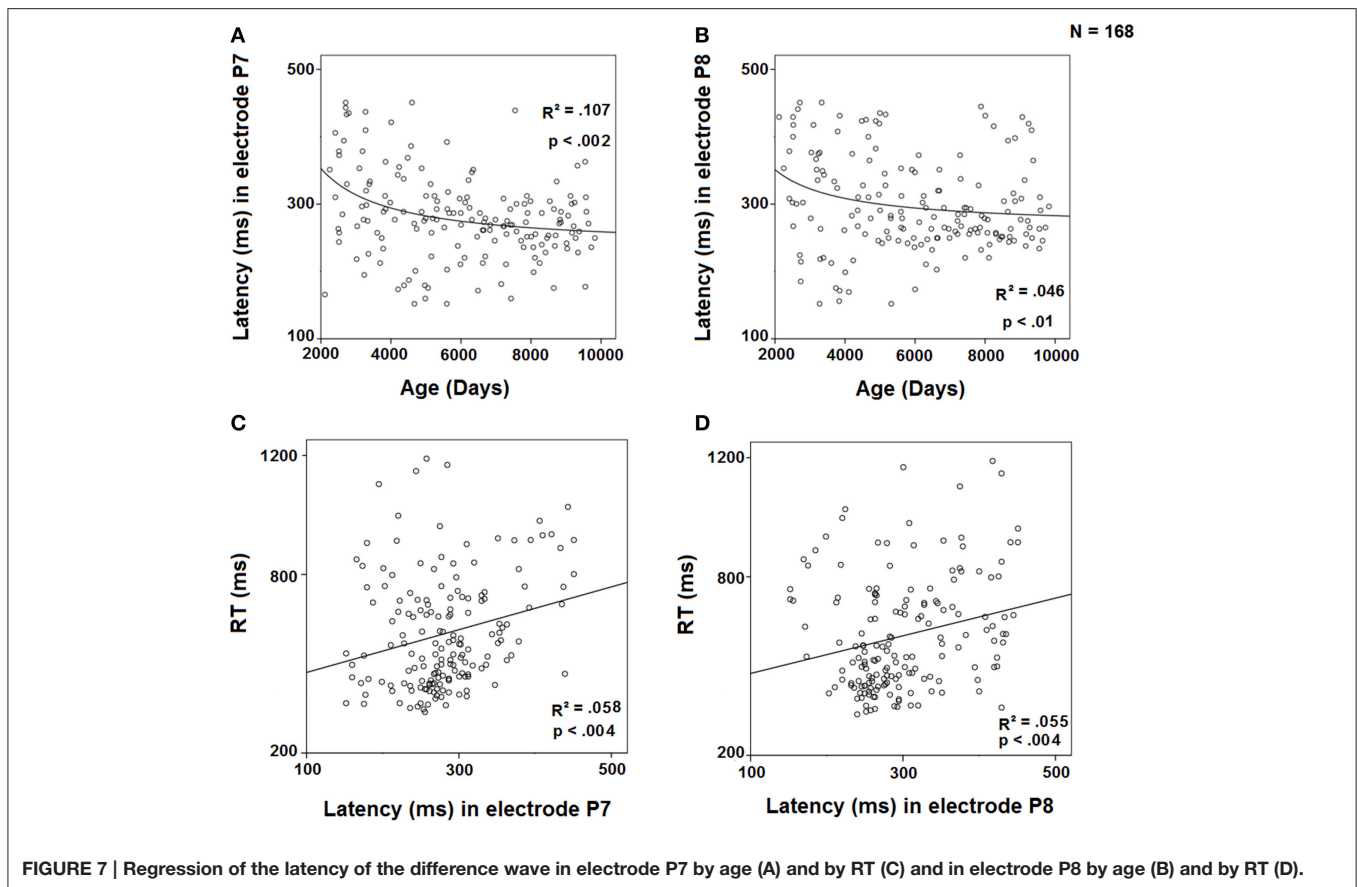 N = 168
A
Latency (ms) in electrode P7
500
300
100
R² = .107
p < .002
2000 4000 6000 8000 10000
Age (Days)
B
Latency (ms) in electrode P8
500
300
100
R² = .046
p < .01
2000 4000 6000 8000 10000
Age (Days)
C
RT (ms)
1200
800
200
R² = .058
p < .004
100 300 500
Latency (ms) in electrode P7
D
RT (ms)
1200
800
200
R² = .055
p < .004
100 300 500
Latency (ms) in electrode P8
FIGURE 7 | Regression of the latency of the difference wave in electrode P7 by age (A) and by RT (C) and in electrode P8 by age (B) and by RT (D).